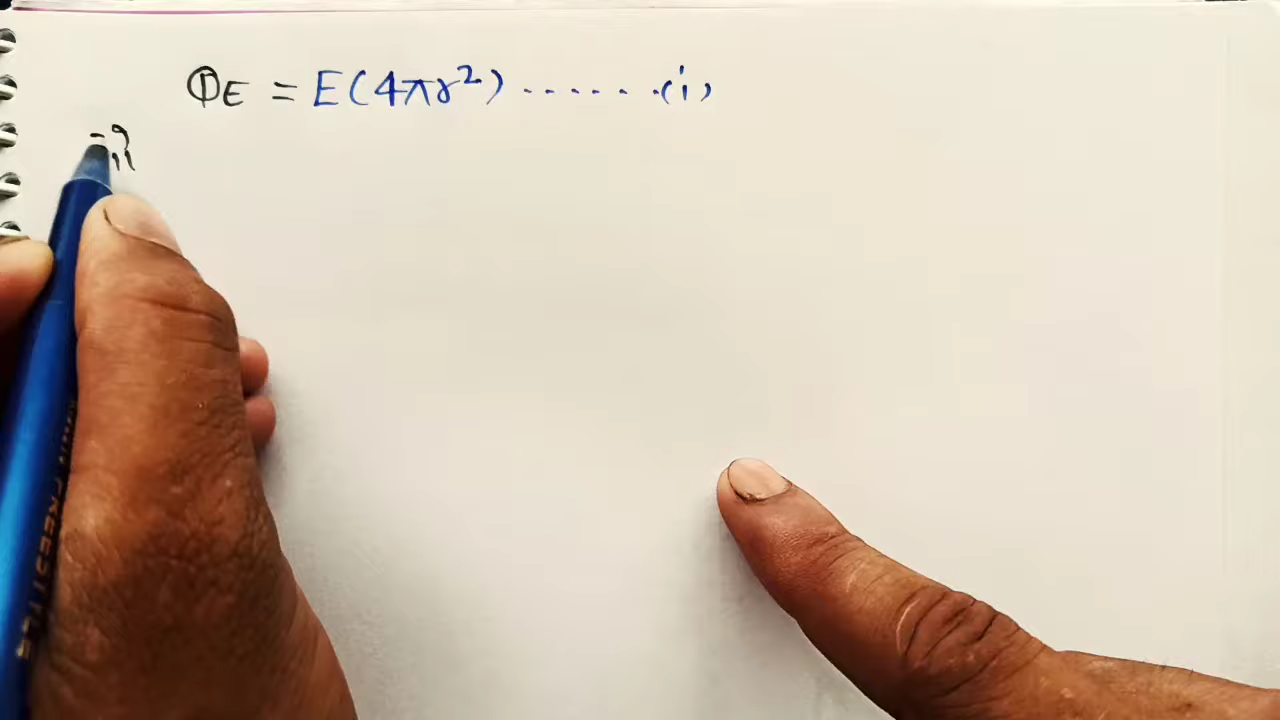 ΦE = E(4πr²) ......(i)